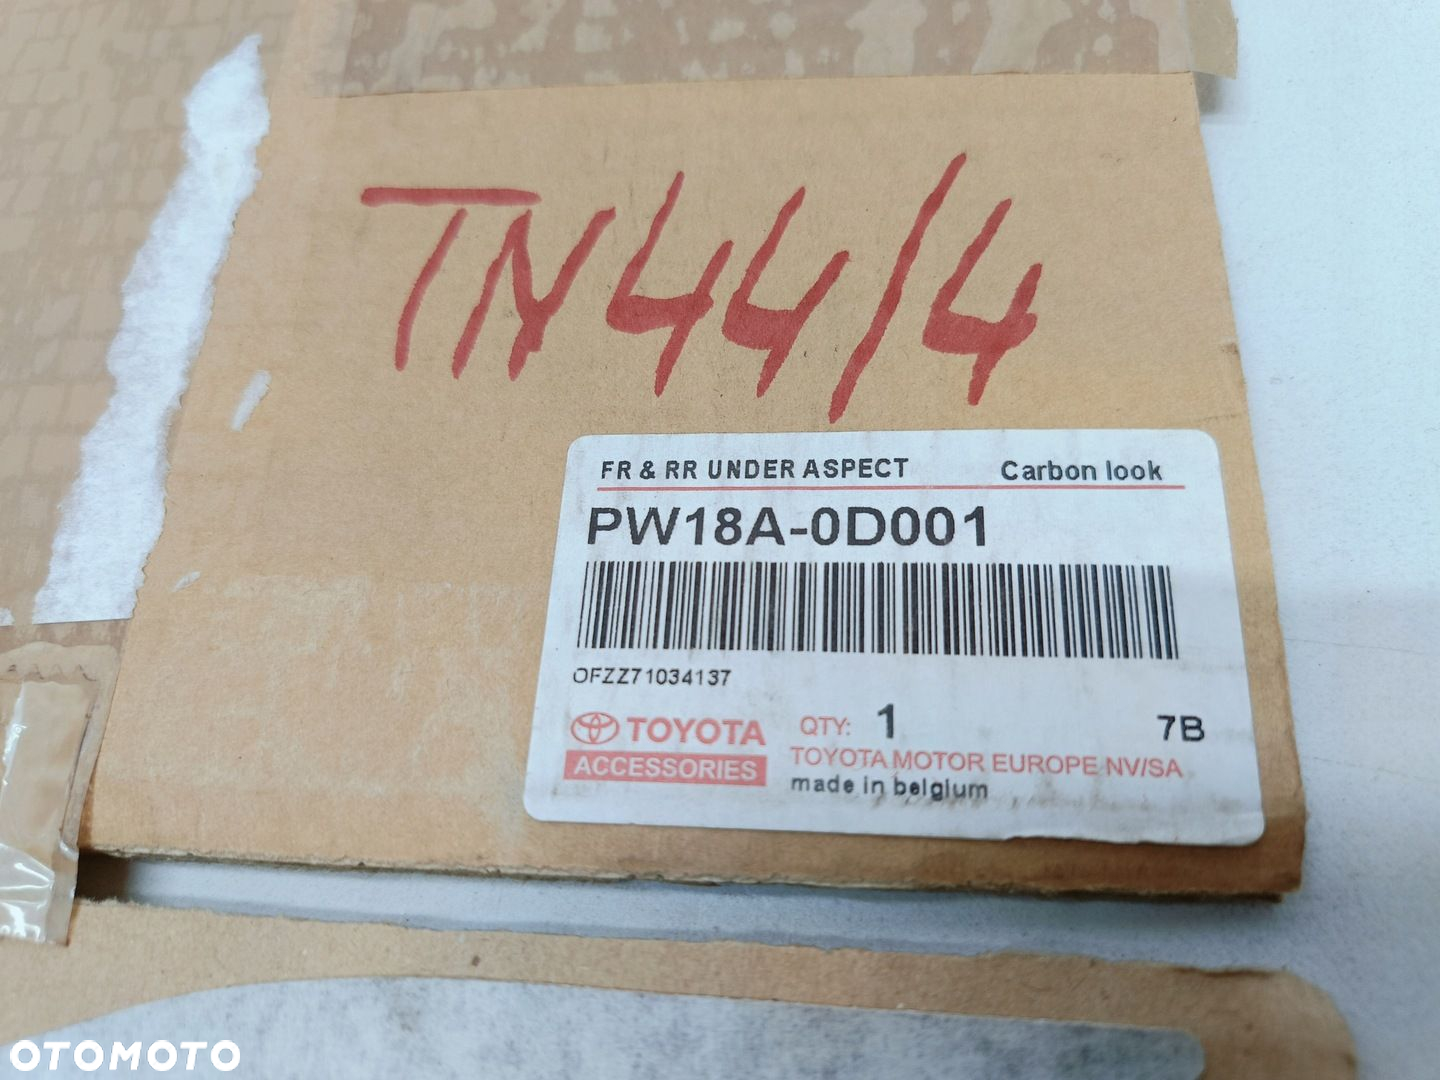 TN44/4
FR & RR UNDER ASPECT Carbon look
PW18A-0D001
OFZZ71034137
TOYOTA QTY: 1 7B
ACCESSORIES TOYOTA MOTOR EUROPE NV/SA
made in belgium
OTOMOTO